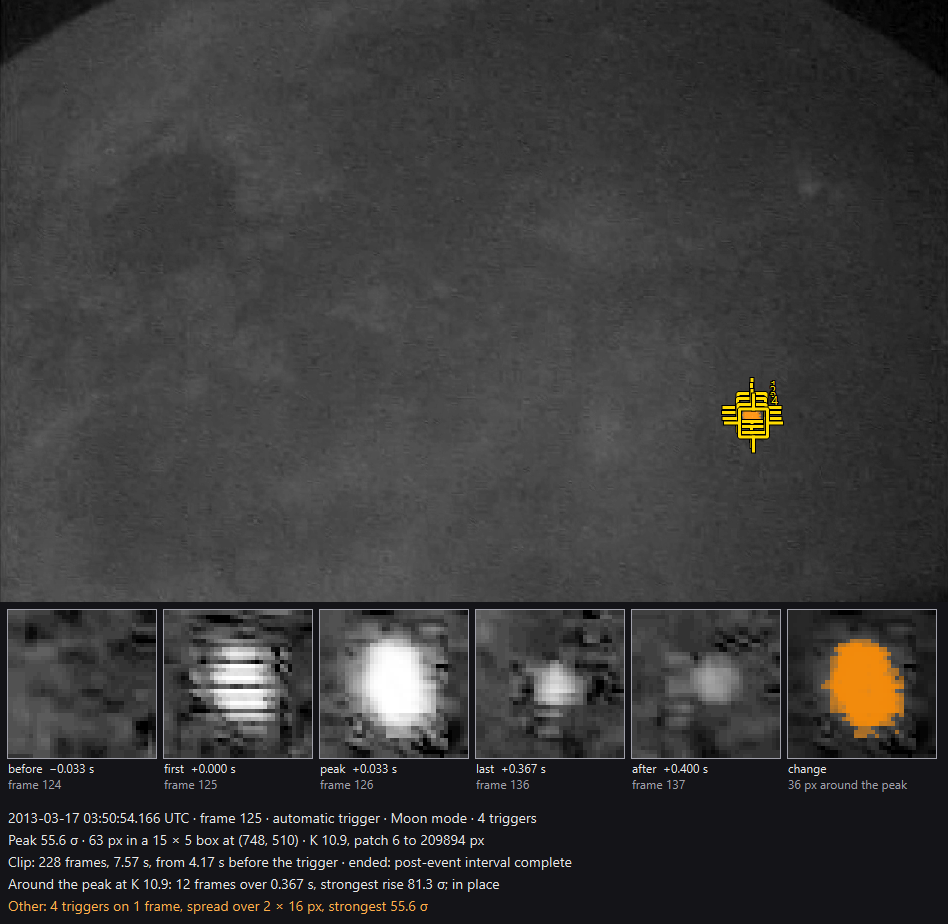 1
2
3
4
before −0.033 s
frame 124
first +0.000 s
frame 125
peak +0.033 s
frame 126
last +0.367 s
frame 136
after +0.400 s
frame 137
change
36 px around the peak
2013-03-17 03:50:54.166 UTC · frame 125 · automatic trigger · Moon mode · 4 triggers
Peak 55.6 σ · 63 px in a 15 × 5 box at (748, 510) · K 10.9, patch 6 to 209894 px
Clip: 228 frames, 7.57 s, from 4.17 s before the trigger · ended: post-event interval complete
Around the peak at K 10.9: 12 frames over 0.367 s, strongest rise 81.3 σ; in place
Other: 4 triggers on 1 frame, spread over 2 × 16 px, strongest 55.6 σ